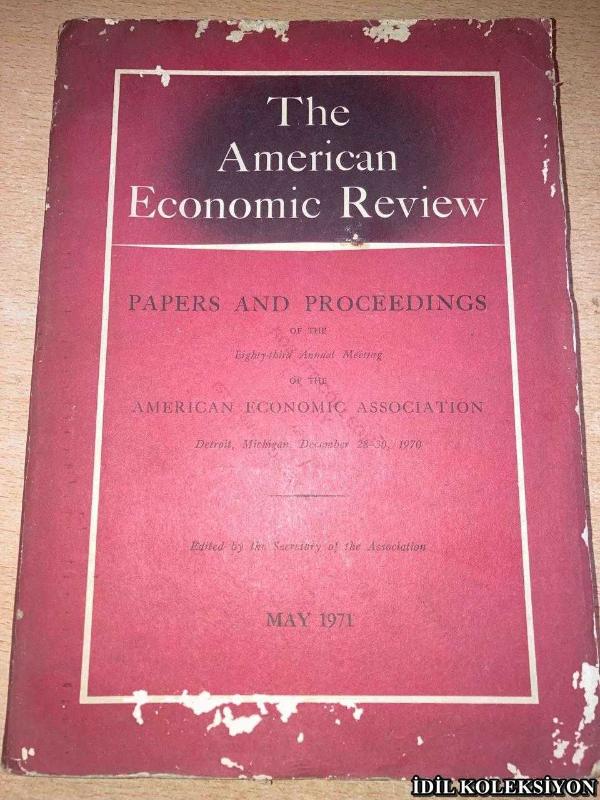 The
American
Economic Review
PAPERS AND PROCEEDINGS
OF THE
Eighty-third Annual Meeting
OF THE
AMERICAN ECONOMIC ASSOCIATION
Detroit, Michigan, December 28-30, 1970
Edited by the Secretary of the Association
MAY 1971
İDİL KOLEKSİYON